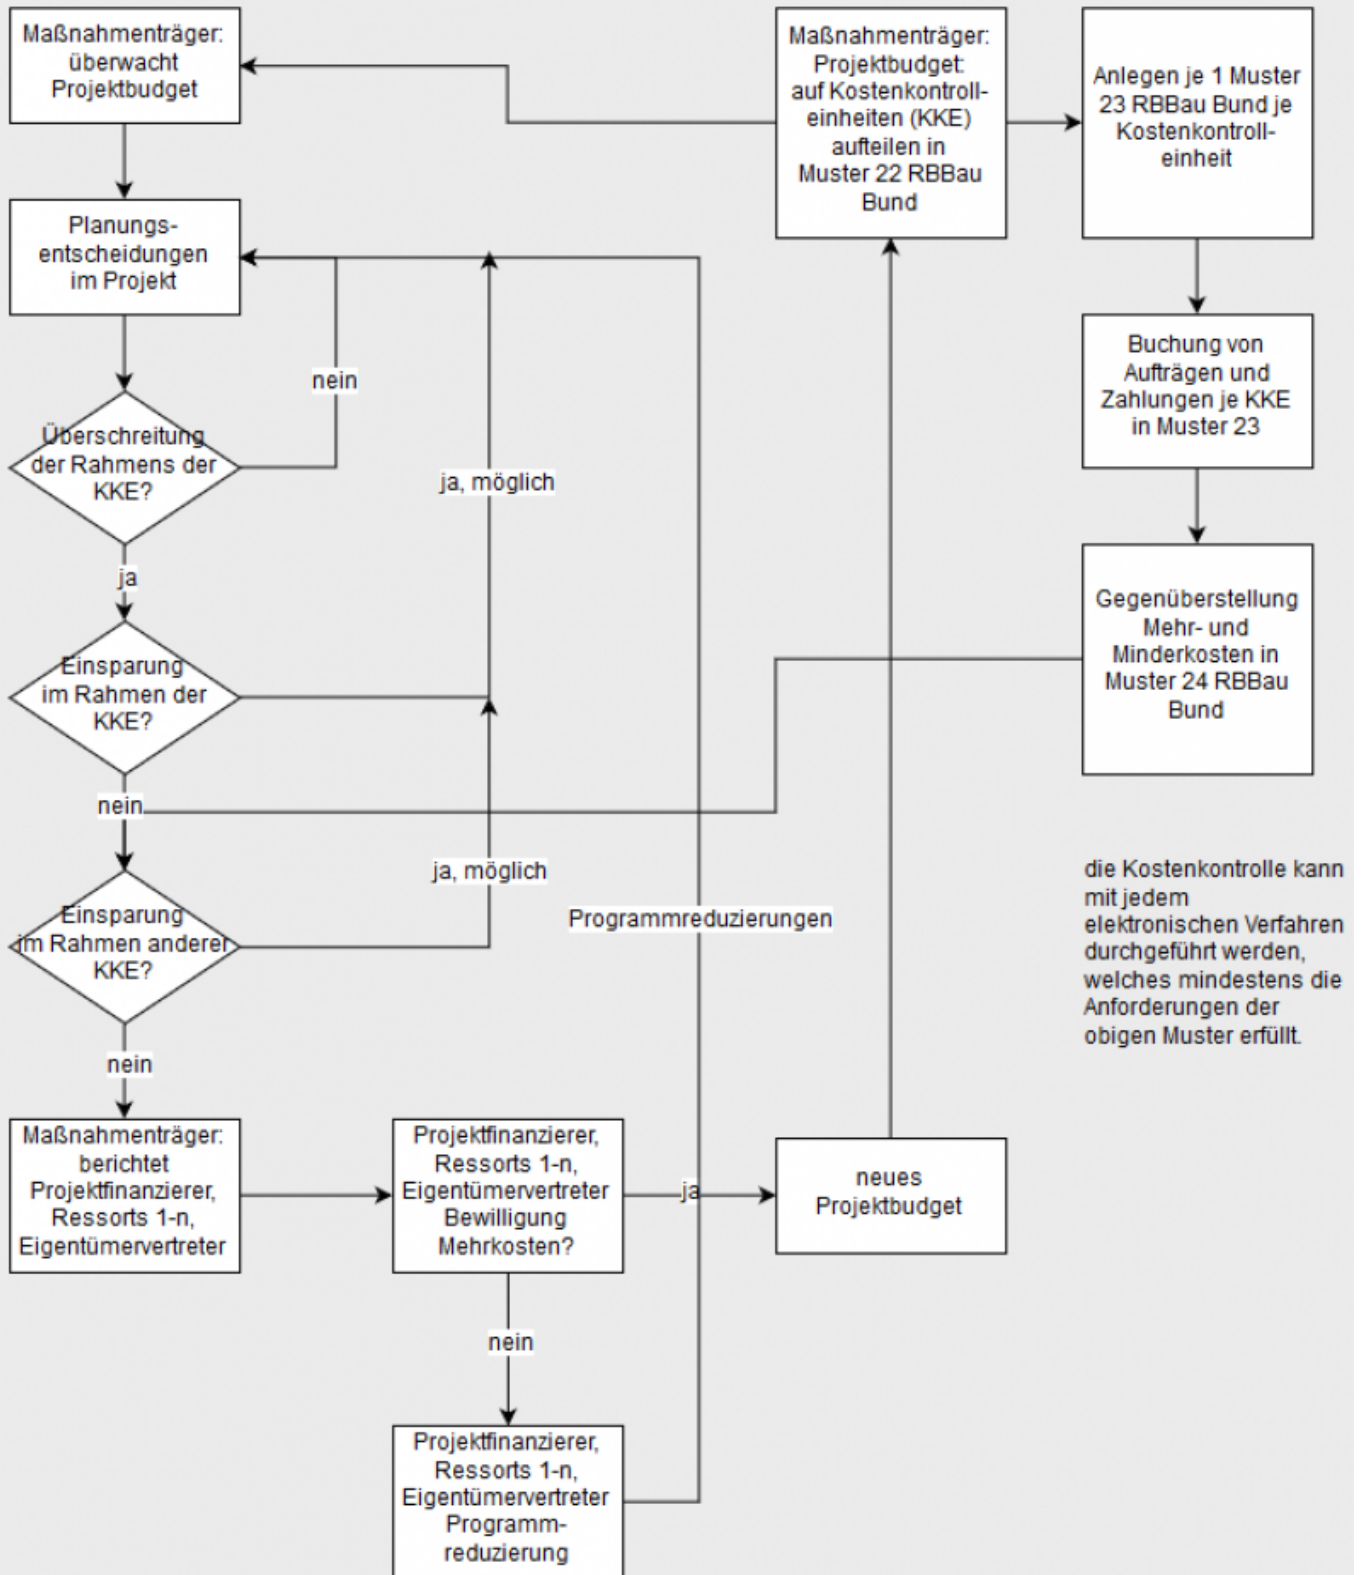 Maßnahmenträger:
überwacht
Projektbudget
Planungs-
entscheidungen
im Projekt
nein
Überschreitung
der Rahmens der
KKE?
ja, möglich
ja
Einsparung
im Rahmen der
KKE?
nein
ja, möglich
Einsparung
im Rahmen anderer
KKE?
Programmreduzierungen
nein
Maßnahmenträger:
berichtet
Projektfinanzierer,
Ressorts 1-n,
Eigentümervertreter
Projektfinanzierer,
Ressorts 1-n,
Eigentümervertreter
Bewilligung
Mehrkosten?
ja
neues
Projektbudget
nein
Projektfinanzierer,
Ressorts 1-n,
Eigentümervertreter
Programm-
reduzierung
Maßnahmenträger:
Projektbudget:
auf Kostenkontroll-
einheiten (KKE)
aufteilen in
Muster 22 RBBau
Bund
Anlegen je 1 Muster
23 RBBau Bund je
Kostenkontroll-
einheit
Buchung von
Aufträgen und
Zahlungen je KKE
in Muster 23
Gegenüberstellung
Mehr- und
Minderkosten in
Muster 24 RBBau
Bund
die Kostenkontrolle kann
mit jedem
elektronischen Verfahren
durchgeführt werden,
welches mindestens die
Anforderungen der
obigen Muster erfüllt.